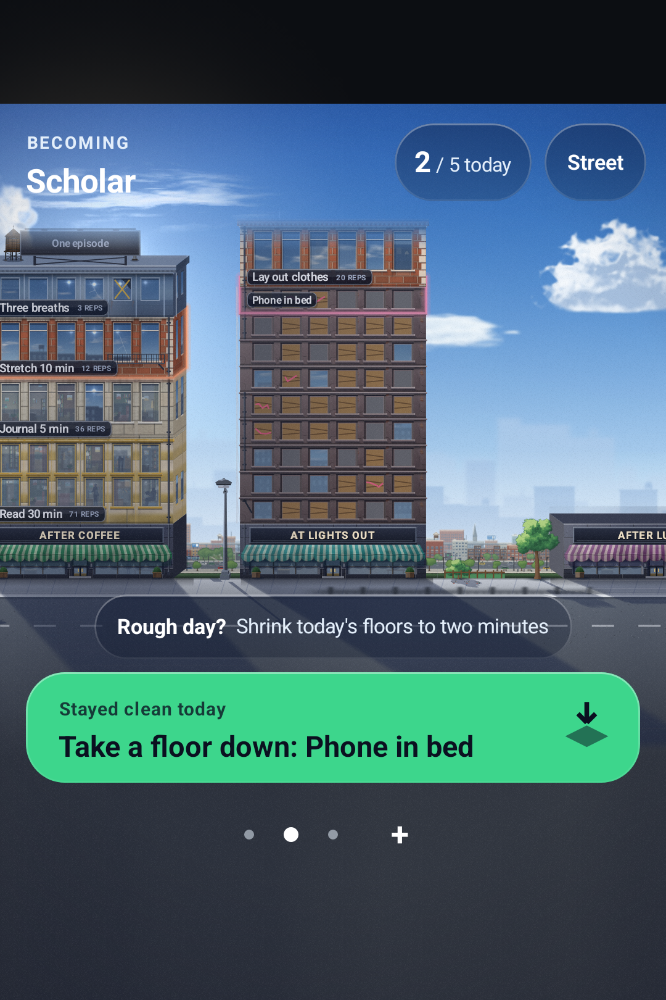 BECOMING
Scholar
2 / 5 today
Street
One episode
Lay out clothes 20 REPS
Phone in bed
Three breaths 3 REPS
Stretch 10 min 12 REPS
Journal 5 min 36 REPS
Read 30 min 71 REPS
AFTER COFFEE
AT LIGHTS OUT
AFTER LU
Rough day? Shrink today's floors to two minutes
Stayed clean today
Take a floor down: Phone in bed
+